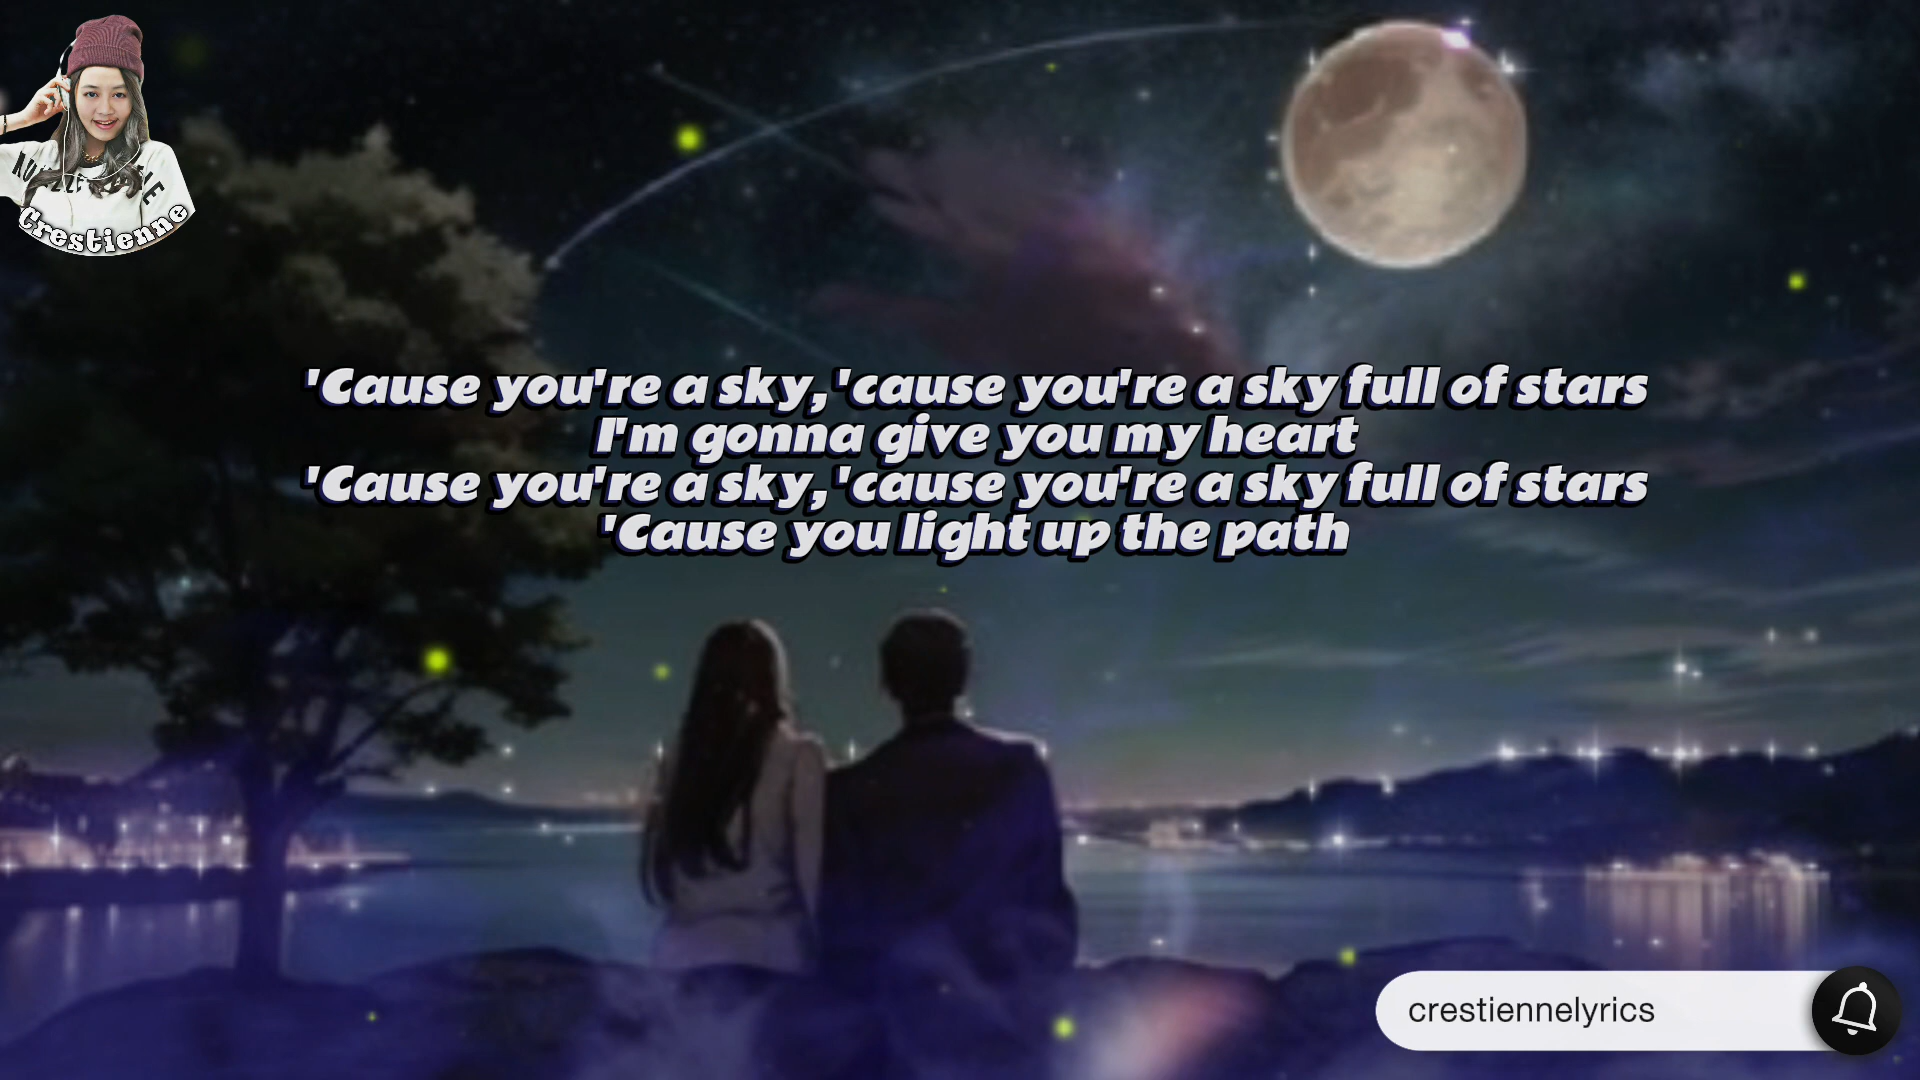 Crestienne
'Cause you're a sky, 'cause you're a sky full of stars
I'm gonna give you my heart
'Cause you're a sky, 'cause you're a sky full of stars
'Cause you light up the path
crestiennelyrics